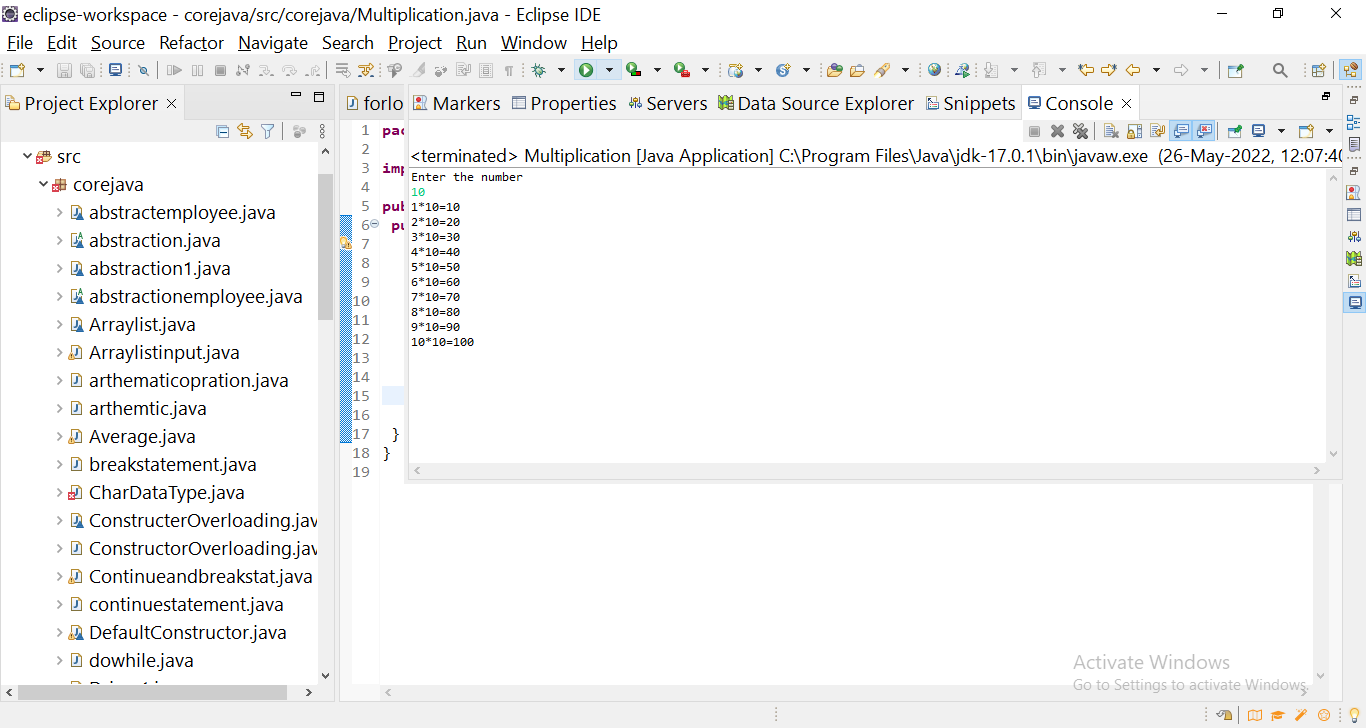 eclipse-workspace - corejava/src/corejava/Multiplication.java - Eclipse IDE
File Edit Source Refactor Navigate Search Project Run Window Help
Project Explorer
src
corejava
abstractemployee.java
abstraction.java
abstraction1.java
abstractionemployee.java
Arraylist.java
Arraylistinput.java
arthematicopration.java
arthemtic.java
Average.java
breakstatement.java
CharDataType.java
ConstructerOverloading.jav
ConstructorOverloading.jav
Continueandbreakstat.java
continuestatement.java
DefaultConstructor.java
dowhile.java
forlo
1 pac
2
3 imp
4
5 pub
6 pu
7
8
9
10
11
12
13
14
15
16
17 }
18 }
19
Markers Properties Servers Data Source Explorer Snippets Console
<terminated> Multiplication [Java Application] C:\Program Files\Java\jdk-17.0.1\bin\javaw.exe (26-May-2022, 12:07:40
Enter the number
10
1*10=10
2*10=20
3*10=30
4*10=40
5*10=50
6*10=60
7*10=70
8*10=80
9*10=90
10*10=100
Activate Windows
Go to Settings to activate Windows.